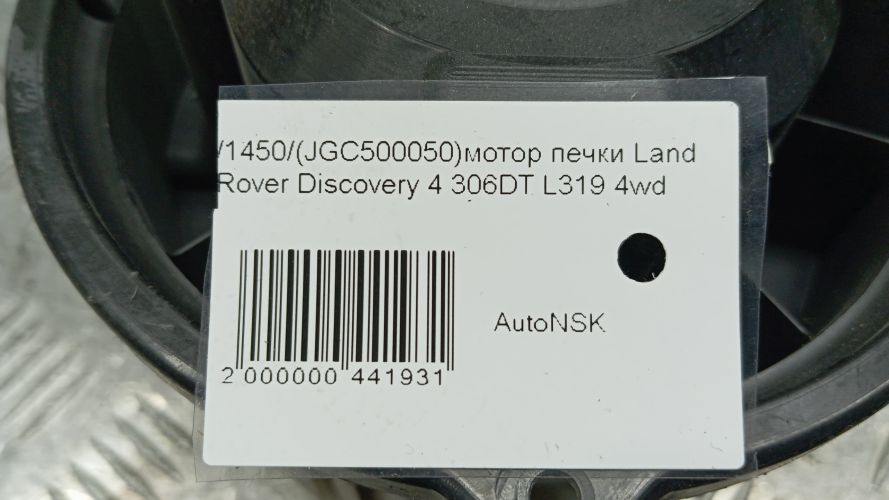 /1450/(JGC500050)мотор печки Land
Rover Discovery 4 306DT L319 4wd
AutoNSK
2 000000 441931